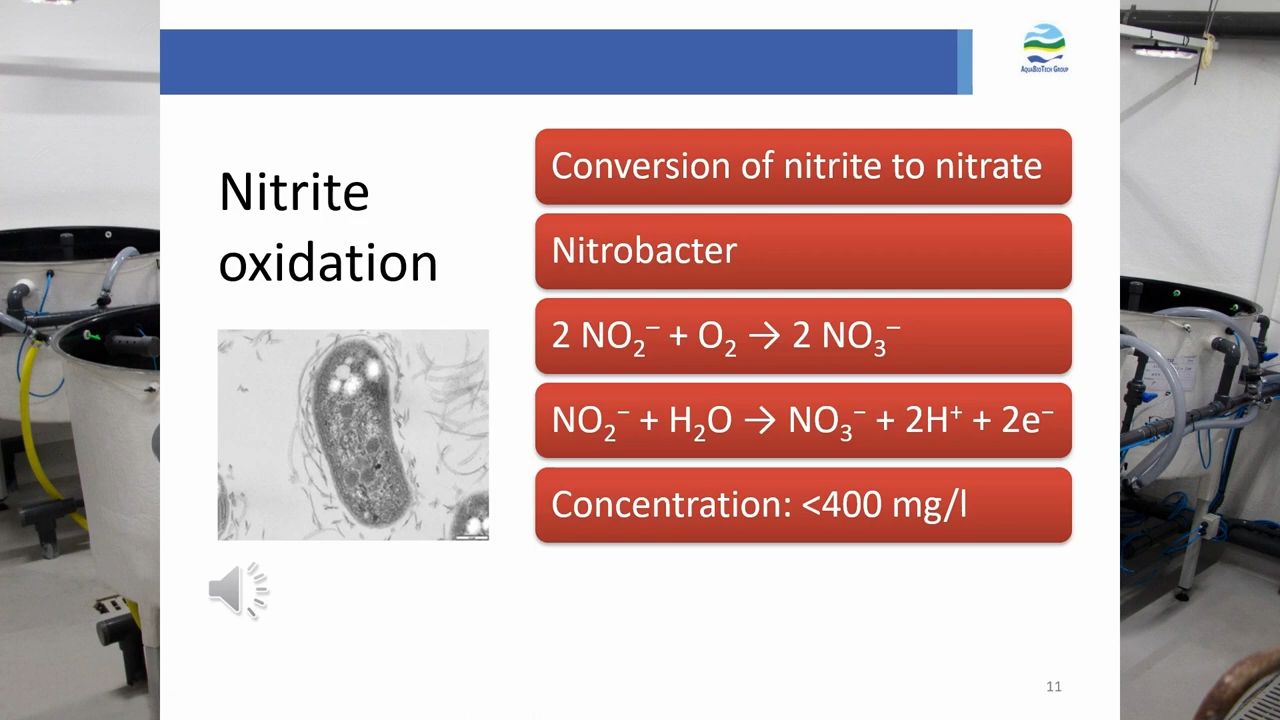 AQUABIOTECH GROUP
Nitrite
oxidation
Conversion of nitrite to nitrate
Nitrobacter
2 NO₂⁻ + O₂ → 2 NO₃⁻
NO₂⁻ + H₂O → NO₃⁻ + 2H⁺ + 2e⁻
Concentration: <400 mg/l
11